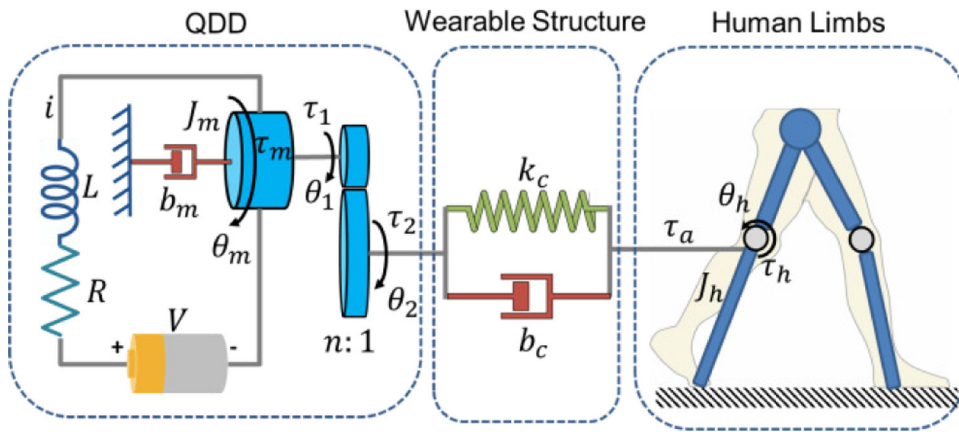 QDD
Wearable Structure
Human Limbs
i
J_m
τ_1
τ_m
L
b_m
θ_1
k_c
θ_h
θ_m
τ_2
τ_a
τ_h
R
θ_2
J_h
V
+
-
n: 1
b_c